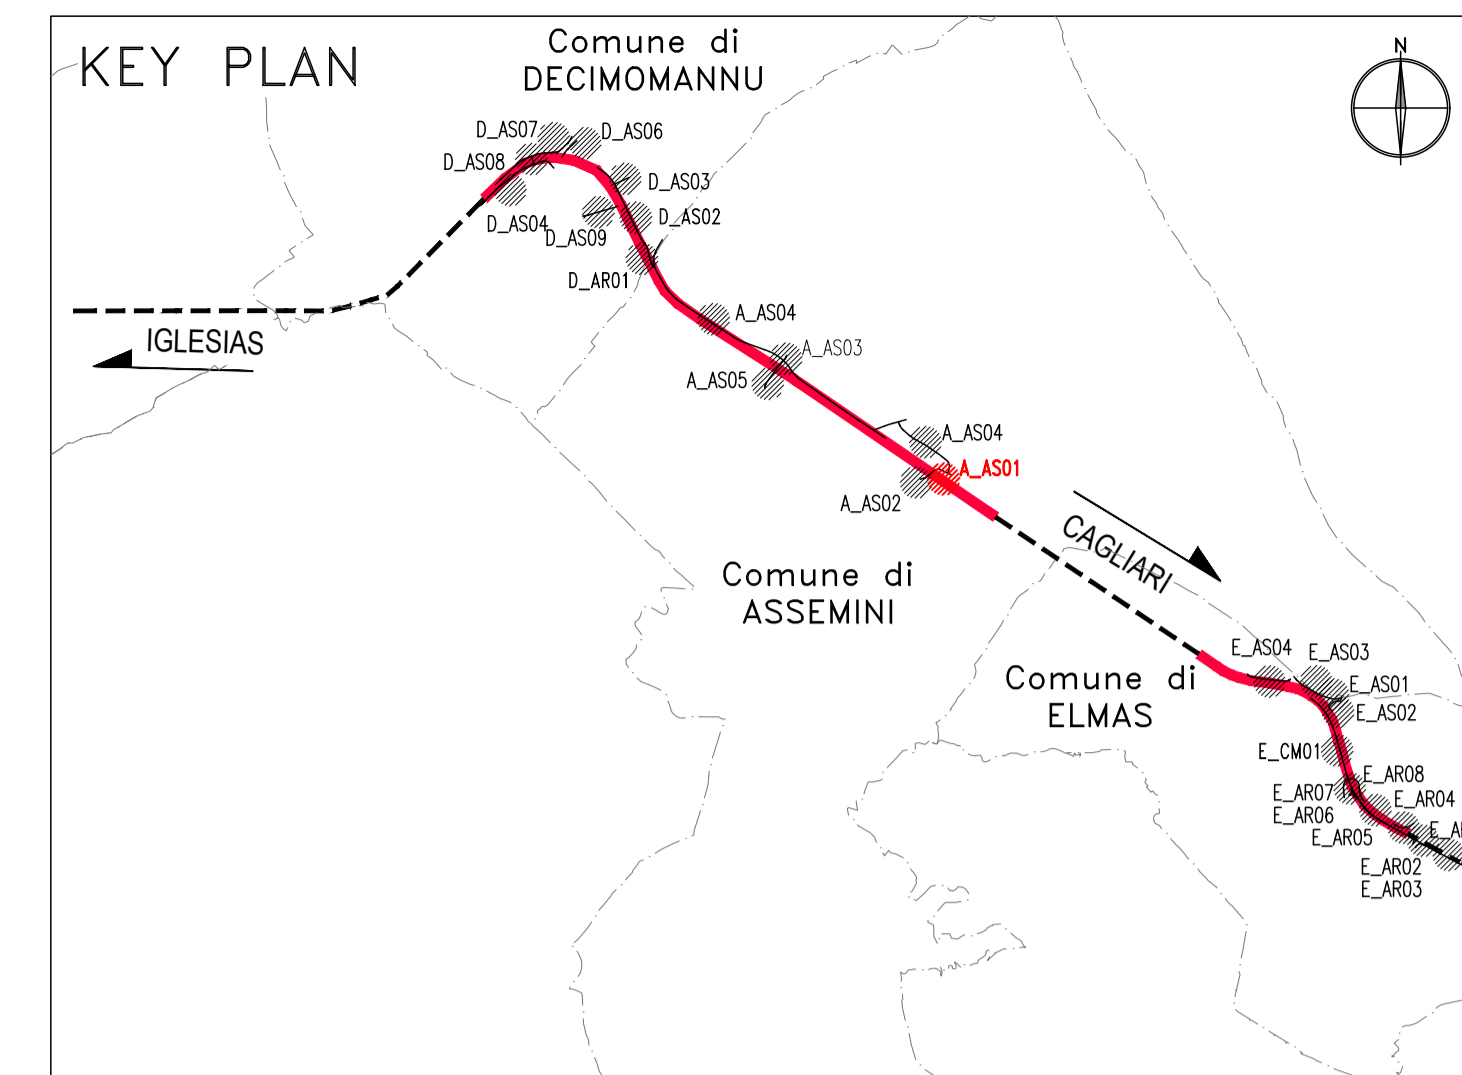 KEY PLAN
Comune di
DECIMOMANNU
N
D_AS07
D_AS06
D_AS08
D_AS03
D_AS04
D_AS02
D_AS09
D_AR01
A_AS04
IGLESIAS
A_AS03
A_AS05
A_AS04
A_AS01
A_AS02
CAGLIARI
Comune di
ASSEMINI
E_AS04
E_AS03
Comune di
ELMAS
E_AS01
E_AS02
E_CM01
E_AR08
E_AR07
E_AR04
E_AR06
E_AR05
E_AR02
E_AR03